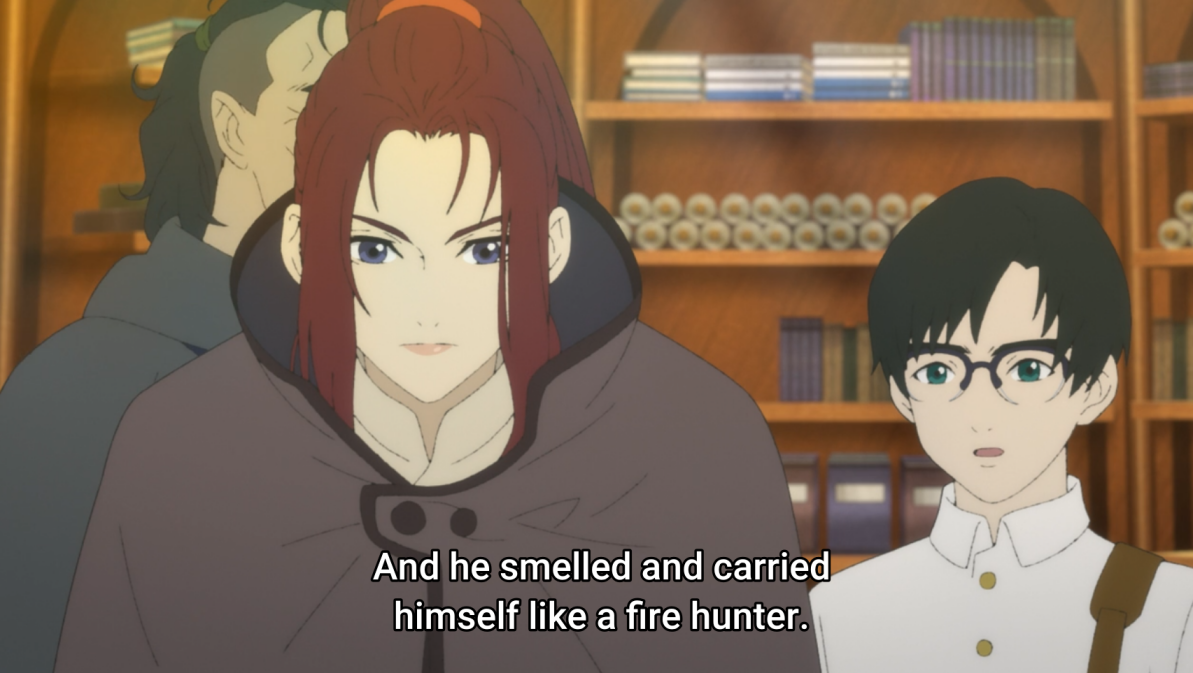 And he smelled and carried
himself like a fire hunter.